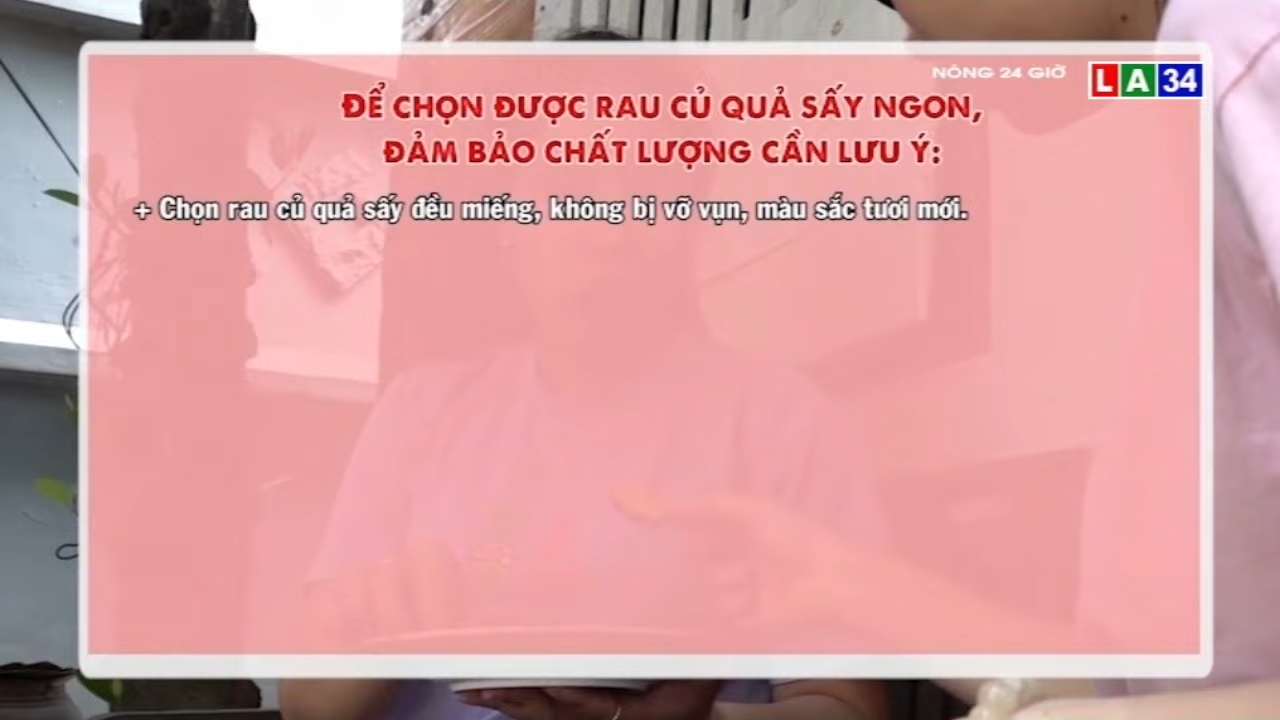 NÓNG 24 GIỜ
LA34
ĐỂ CHỌN ĐƯỢC RAU CỦ QUẢ SẤY NGON,
ĐẢM BẢO CHẤT LƯỢNG CẦN LƯU Ý:
+ Chọn rau củ quả sấy đều miếng, không bị vỡ vụn, màu sắc tươi mới.